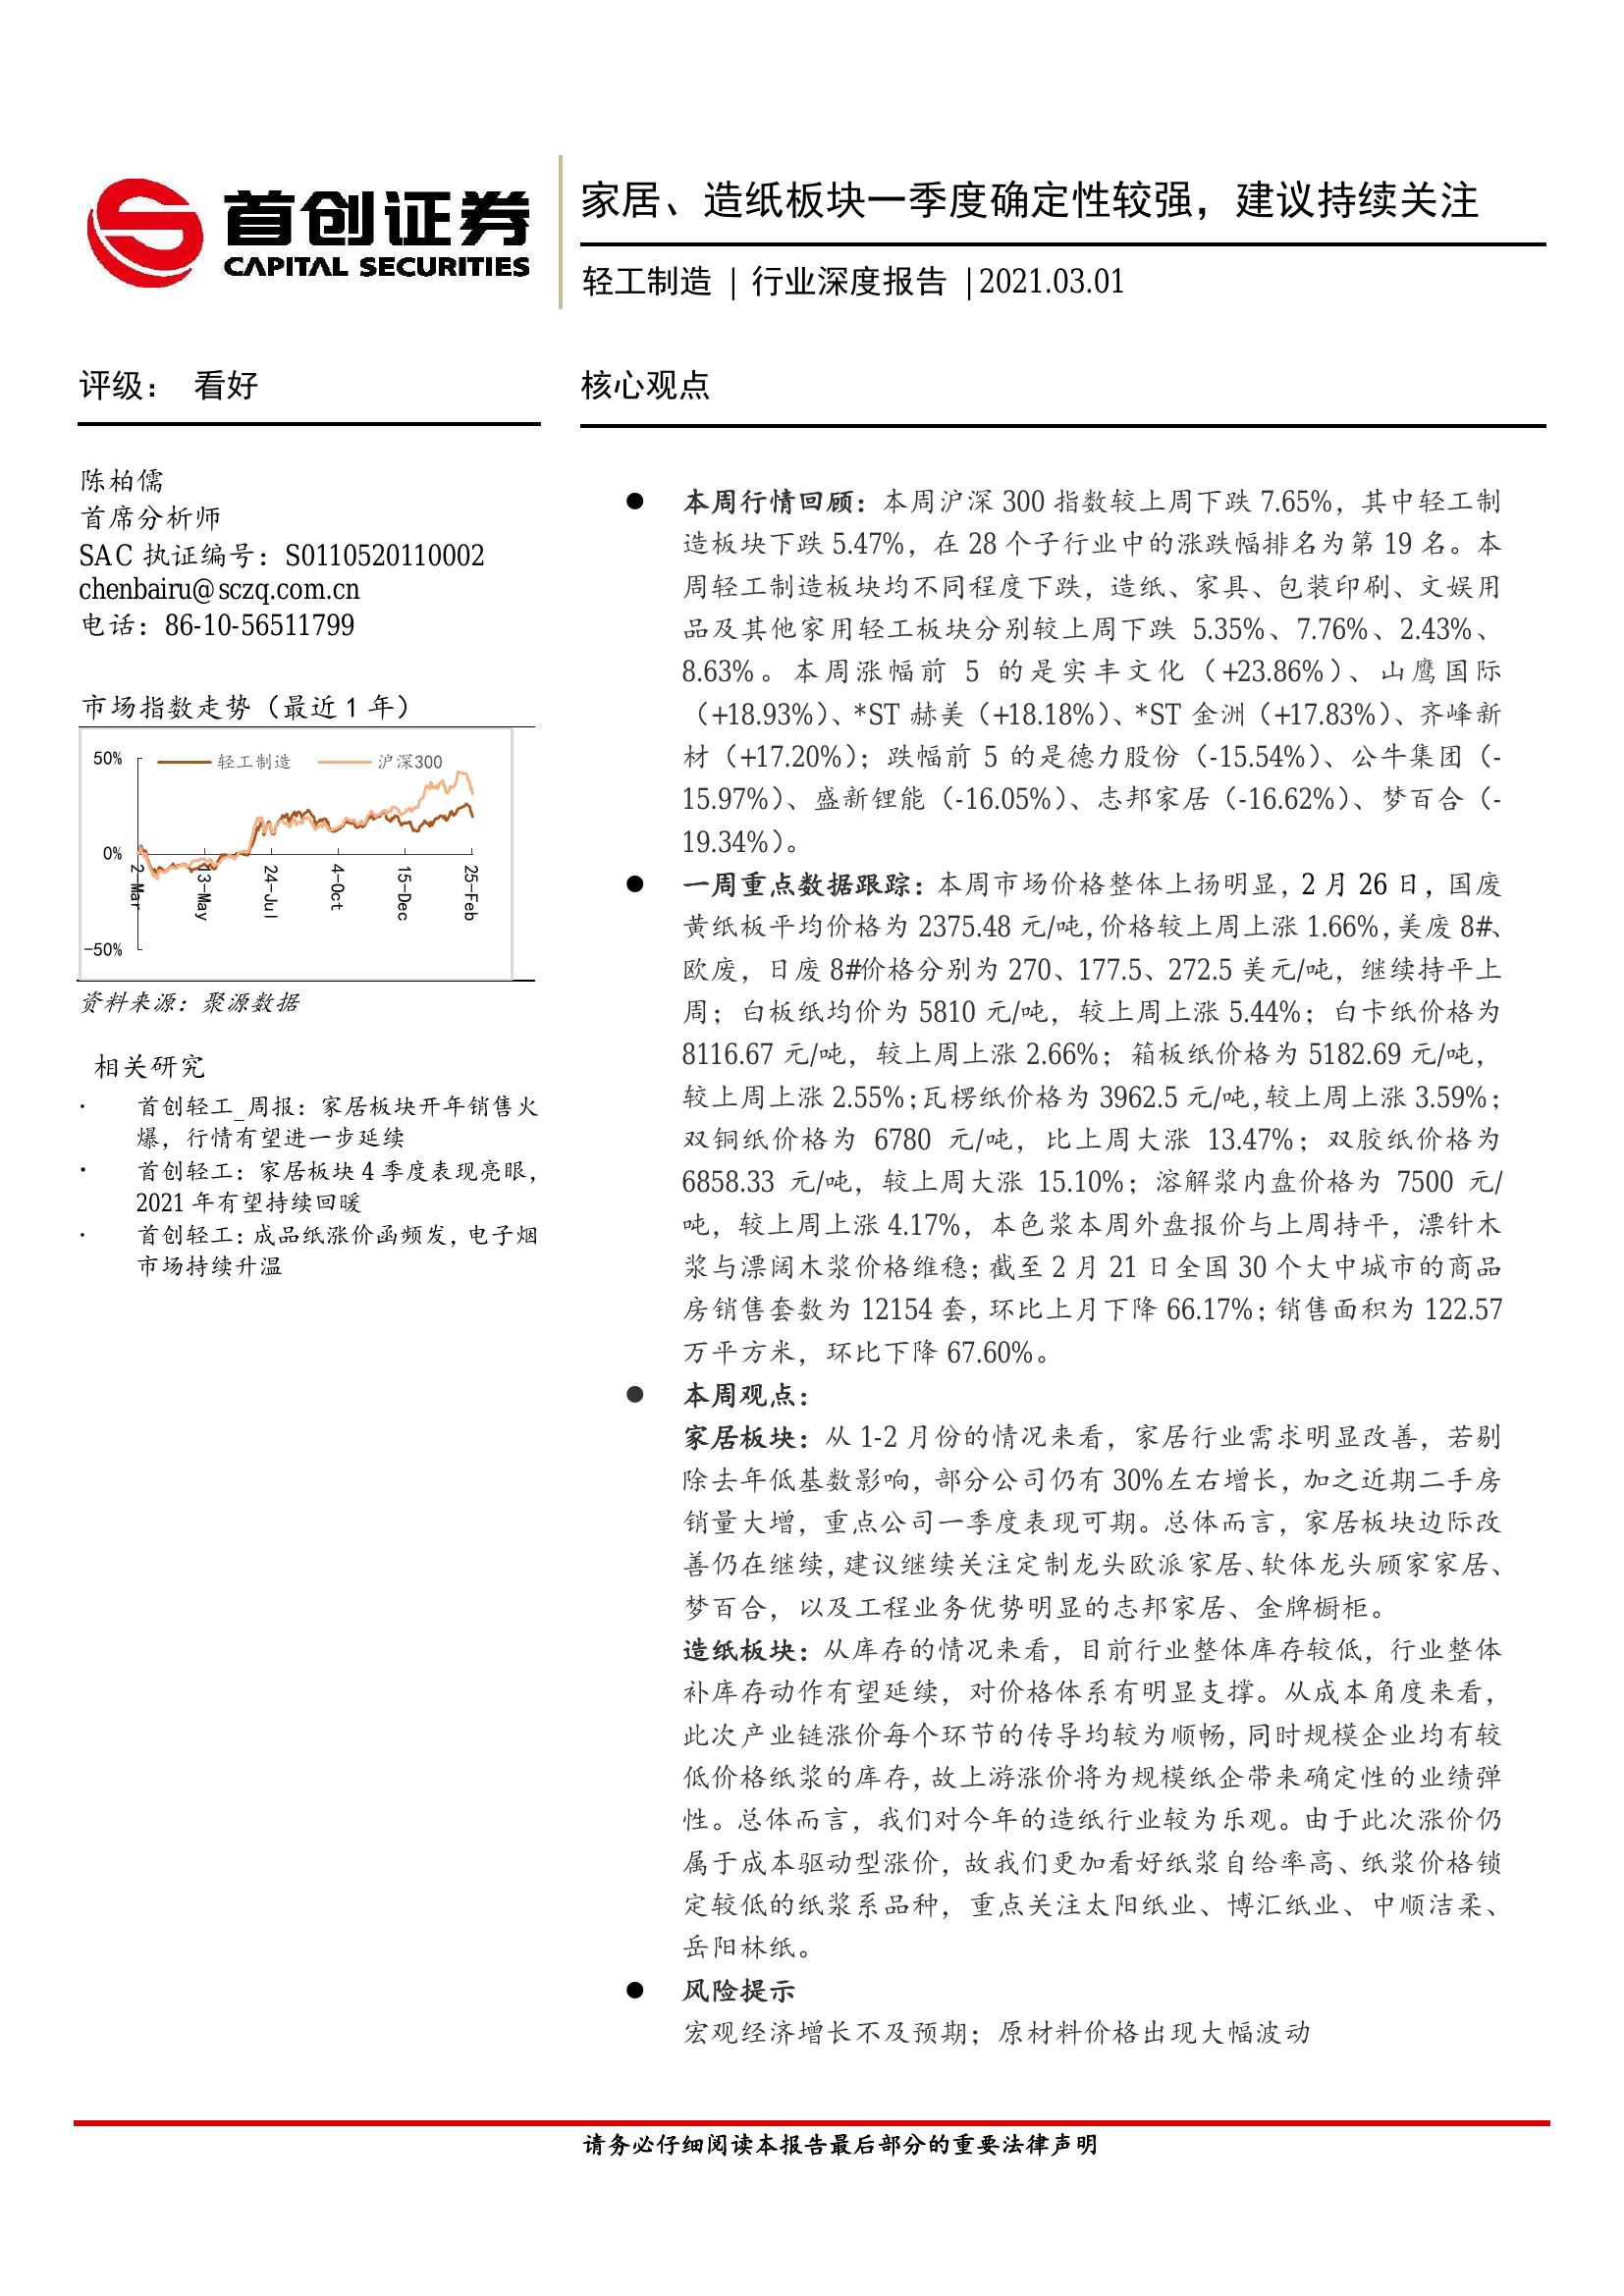 首创证券
CAPITAL SECURITIES
家居、造纸板块一季度确定性较强，建议持续关注
轻工制造 | 行业深度报告 | 2021.03.01
评级： 看好
陈柏儒
首席分析师
SAC 执证编号：S0110520110002
chenbairu@sczq.com.cn
电话：86-10-56511799
市场指数走势（最近 1 年）
轻工制造 沪深300
50%
0%
-50%
2-Mar 13-May 24-Jul 4-Oct 15-Dec 25-Feb
资料来源：聚源数据
相关研究
· 首创轻工_周报：家居板块开年销售火
爆，行情有望进一步延续
· 首创轻工：家居板块 4 季度表现亮眼，
2021 年有望持续回暖
· 首创轻工：成品纸涨价函频发，电子烟
市场持续升温
核心观点
● 本周行情回顾：本周沪深 300 指数较上周下跌 7.65%，其中轻工制
造板块下跌 5.47%，在 28 个子行业中的涨跌幅排名为第 19 名。本
周轻工制造板块均不同程度下跌，造纸、家具、包装印刷、文娱用
品及其他家用轻工板块分别较上周下跌 5.35%、7.76%、2.43%、
8.63%。本周涨幅前 5 的是实丰文化（+23.86%）、山鹰国际
（+18.93%）、*ST 赫美（+18.18%）、*ST 金洲（+17.83%）、齐峰新
材（+17.20%）；跌幅前 5 的是德力股份（-15.54%）、公牛集团（-
15.97%）、盛新锂能（-16.05%）、志邦家居（-16.62%）、梦百合（-
19.34%）。
● 一周重点数据跟踪：本周市场价格整体上扬明显，2 月 26 日，国废
黄纸板平均价格为 2375.48 元/吨，价格较上周上涨 1.66%，美废 8#、
欧废，日废 8#价格分别为 270、177.5、272.5 美元/吨，继续持平上
周；白板纸均价为 5810 元/吨，较上周上涨 5.44%；白卡纸价格为
8116.67 元/吨，较上周上涨 2.66%；箱板纸价格为 5182.69 元/吨，
较上周上涨 2.55%；瓦楞纸价格为 3962.5 元/吨，较上周上涨 3.59%；
双铜纸价格为 6780 元/吨，比上周大涨 13.47%；双胶纸价格为
6858.33 元/吨，较上周大涨 15.10%；溶解浆内盘价格为 7500 元/
吨，较上周上涨 4.17%，本色浆本周外盘报价与上周持平，漂针木
浆与漂阔木浆价格维稳；截至 2 月 21 日全国 30 个大中城市的商品
房销售套数为 12154 套，环比上月下降 66.17%；销售面积为 122.57
万平方米，环比下降 67.60%。
● 本周观点：
家居板块：从 1-2 月份的情况来看，家居行业需求明显改善，若剔
除去年低基数影响，部分公司仍有 30%左右增长，加之近期二手房
销量大增，重点公司一季度表现可期。总体而言，家居板块边际改
善仍在继续，建议继续关注定制龙头欧派家居、软体龙头顾家家居、
梦百合，以及工程业务优势明显的志邦家居、金牌橱柜。
造纸板块：从库存的情况来看，目前行业整体库存较低，行业整体
补库存动作有望延续，对价格体系有明显支撑。从成本角度来看，
此次产业链涨价每个环节的传导均较为顺畅，同时规模企业均有较
低价格纸浆的库存，故上游涨价将为规模纸企带来确定性的业绩弹
性。总体而言，我们对今年的造纸行业较为乐观。由于此次涨价仍
属于成本驱动型涨价，故我们更加看好纸浆自给率高、纸浆价格锁
定较低的纸浆系品种，重点关注太阳纸业、博汇纸业、中顺洁柔、
岳阳林纸。
● 风险提示
宏观经济增长不及预期；原材料价格出现大幅波动
请务必仔细阅读本报告最后部分的重要法律声明